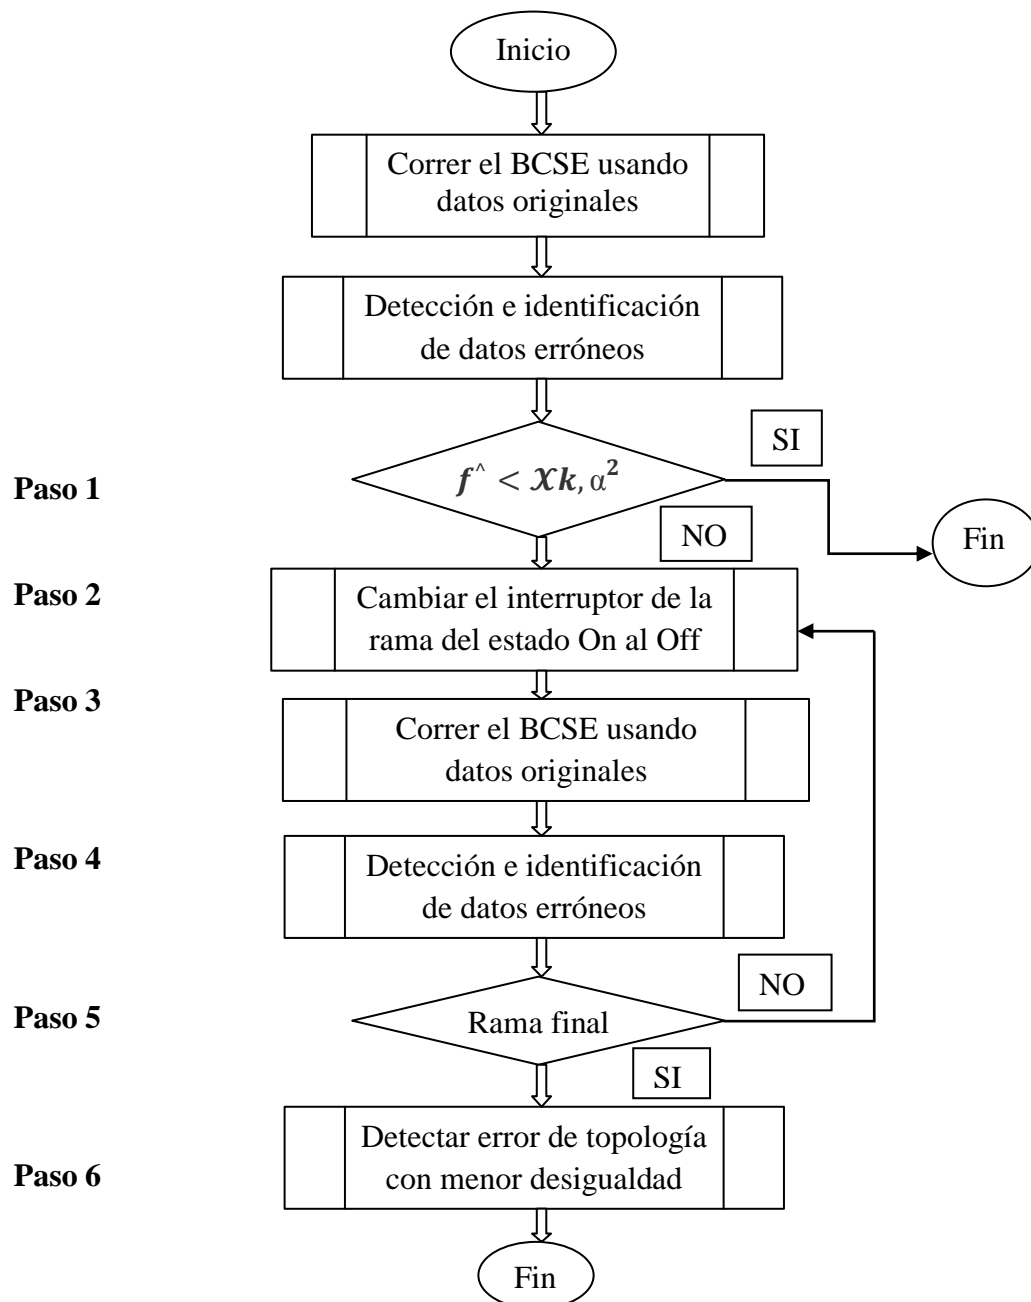 Inicio
Correr el BCSE usando
datos originales
Detección e identificación
de datos erróneos
SI
Paso 1
f^ < Xk, α²
NO
Fin
Paso 2
Cambiar el interruptor de la
rama del estado On al Off
Paso 3
Correr el BCSE usando
datos originales
Paso 4
Detección e identificación
de datos erróneos
NO
Paso 5
Rama final
SI
Detectar error de topología
con menor desigualdad
Paso 6
Fin